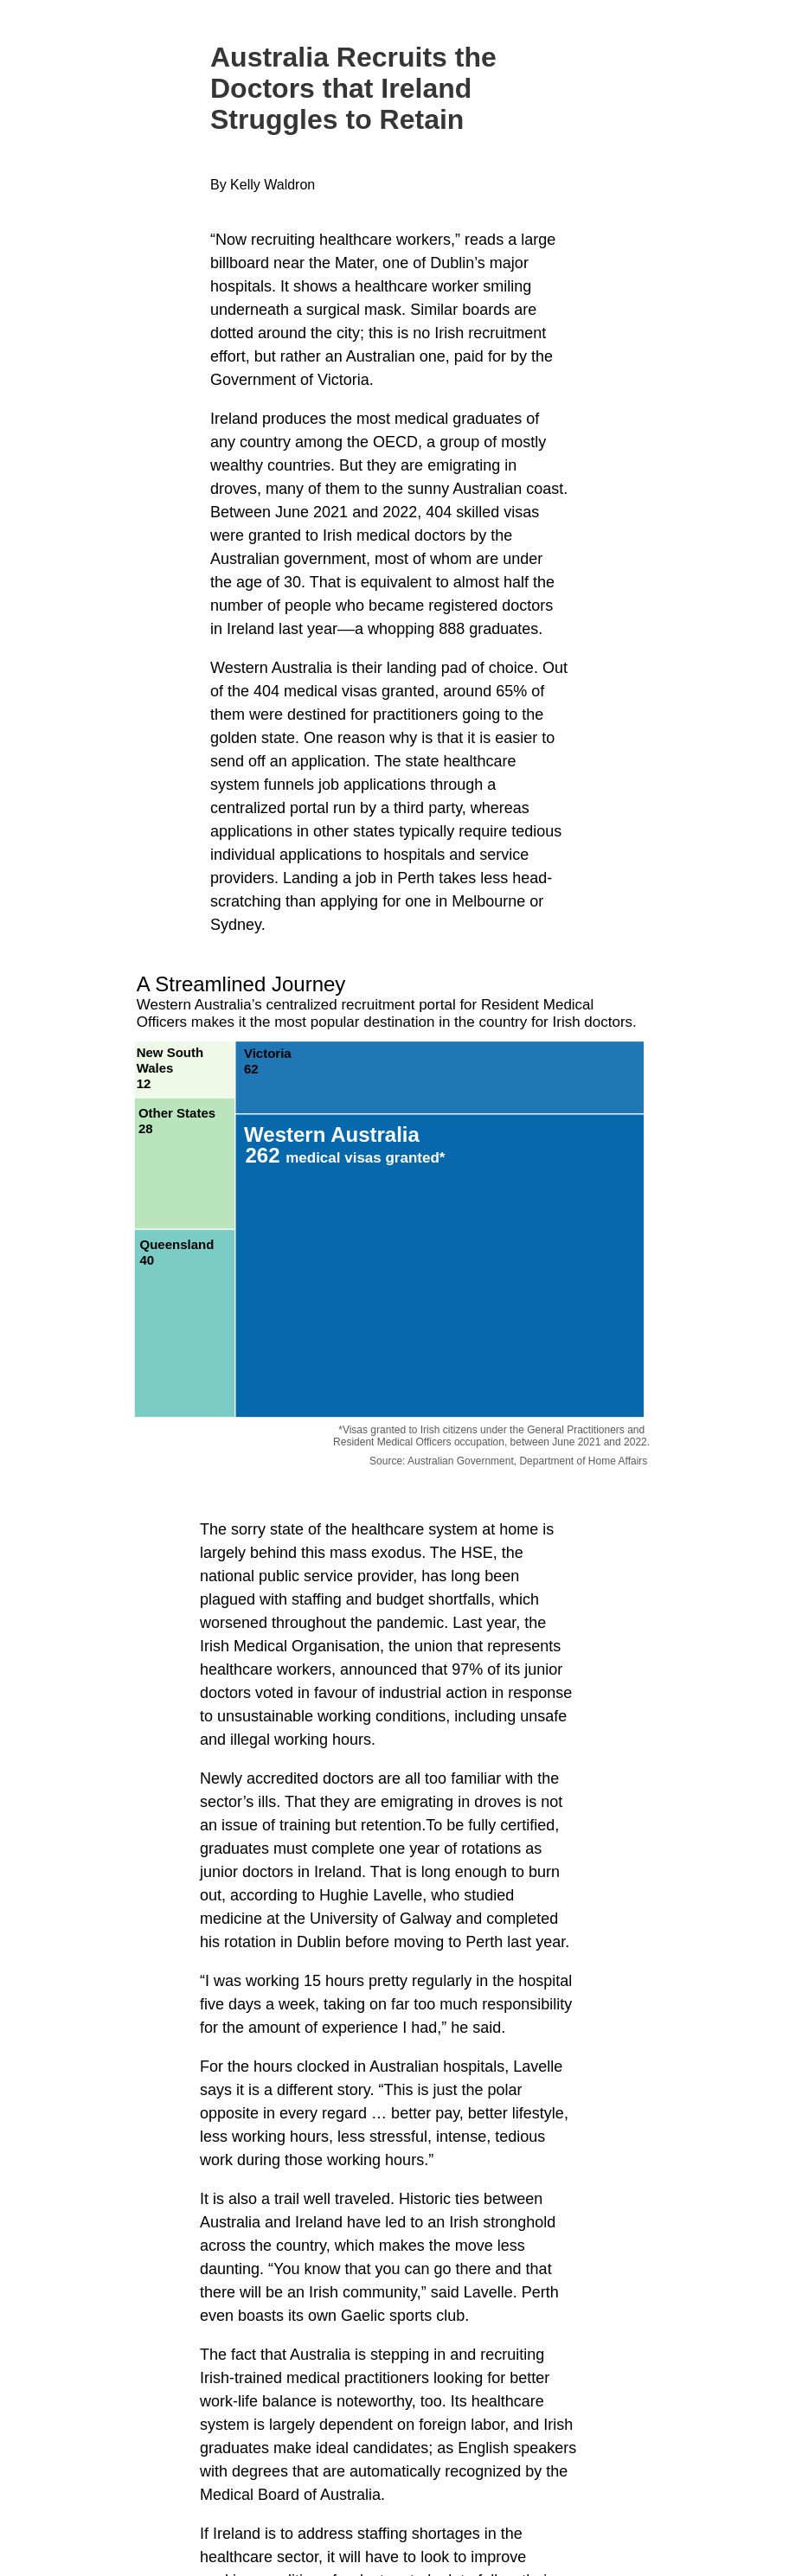 Australia Recruits the
Doctors that Ireland
Struggles to Retain
By Kelly Waldron
“Now recruiting healthcare workers,” reads a large
billboard near the Mater, one of Dublin’s major
hospitals. It shows a healthcare worker smiling
underneath a surgical mask. Similar boards are
dotted around the city; this is no Irish recruitment
effort, but rather an Australian one, paid for by the
Government of Victoria.
Ireland produces the most medical graduates of
any country among the OECD, a group of mostly
wealthy countries. But they are emigrating in
droves, many of them to the sunny Australian coast.
Between June 2021 and 2022, 404 skilled visas
were granted to Irish medical doctors by the
Australian government, most of whom are under
the age of 30. That is equivalent to almost half the
number of people who became registered doctors
in Ireland last year—a whopping 888 graduates.
Western Australia is their landing pad of choice. Out
of the 404 medical visas granted, around 65% of
them were destined for practitioners going to the
golden state. One reason why is that it is easier to
send off an application. The state healthcare
system funnels job applications through a
centralized portal run by a third party, whereas
applications in other states typically require tedious
individual applications to hospitals and service
providers. Landing a job in Perth takes less head-
scratching than applying for one in Melbourne or
Sydney.
A Streamlined Journey
Western Australia’s centralized recruitment portal for Resident Medical
Officers makes it the most popular destination in the country for Irish doctors.
New South
Wales
12
Victoria
62
Other States
28
Western Australia
262 medical visas granted*
Queensland
40
*Visas granted to Irish citizens under the General Practitioners and
Resident Medical Officers occupation, between June 2021 and 2022.
Source: Australian Government, Department of Home Affairs
The sorry state of the healthcare system at home is
largely behind this mass exodus. The HSE, the
national public service provider, has long been
plagued with staffing and budget shortfalls, which
worsened throughout the pandemic. Last year, the
Irish Medical Organisation, the union that represents
healthcare workers, announced that 97% of its junior
doctors voted in favour of industrial action in response
to unsustainable working conditions, including unsafe
and illegal working hours.
Newly accredited doctors are all too familiar with the
sector’s ills. That they are emigrating in droves is not
an issue of training but retention.To be fully certified,
graduates must complete one year of rotations as
junior doctors in Ireland. That is long enough to burn
out, according to Hughie Lavelle, who studied
medicine at the University of Galway and completed
his rotation in Dublin before moving to Perth last year.
“I was working 15 hours pretty regularly in the hospital
five days a week, taking on far too much responsibility
for the amount of experience I had,” he said.
For the hours clocked in Australian hospitals, Lavelle
says it is a different story. “This is just the polar
opposite in every regard … better pay, better lifestyle,
less working hours, less stressful, intense, tedious
work during those working hours.”
It is also a trail well traveled. Historic ties between
Australia and Ireland have led to an Irish stronghold
across the country, which makes the move less
daunting. “You know that you can go there and that
there will be an Irish community,” said Lavelle. Perth
even boasts its own Gaelic sports club.
The fact that Australia is stepping in and recruiting
Irish-trained medical practitioners looking for better
work-life balance is noteworthy, too. Its healthcare
system is largely dependent on foreign labor, and Irish
graduates make ideal candidates; as English speakers
with degrees that are automatically recognized by the
Medical Board of Australia.
If Ireland is to address staffing shortages in the
healthcare sector, it will have to look to improve